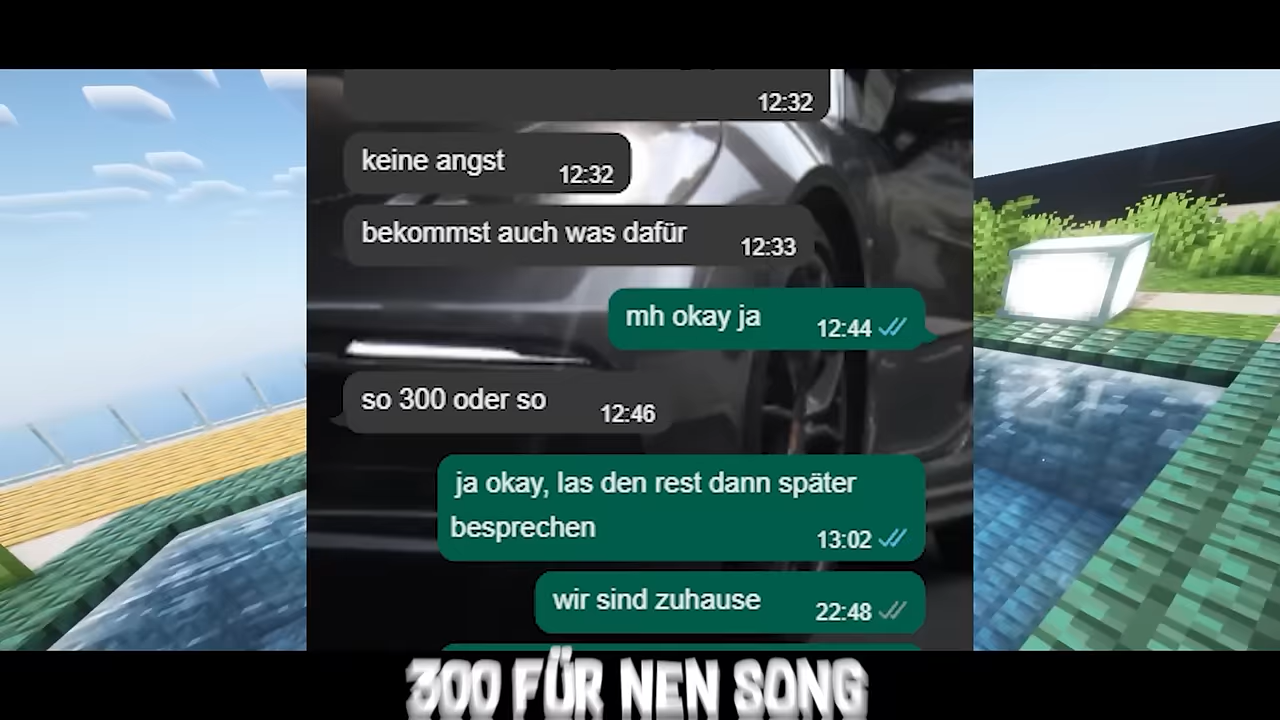 12:32
keine angst 12:32
bekommst auch was dafür 12:33
mh okay ja 12:44
so 300 oder so 12:46
ja okay, las den rest dann später
besprechen 13:02
wir sind zuhause 22:48
300 FÜR NEN SONG